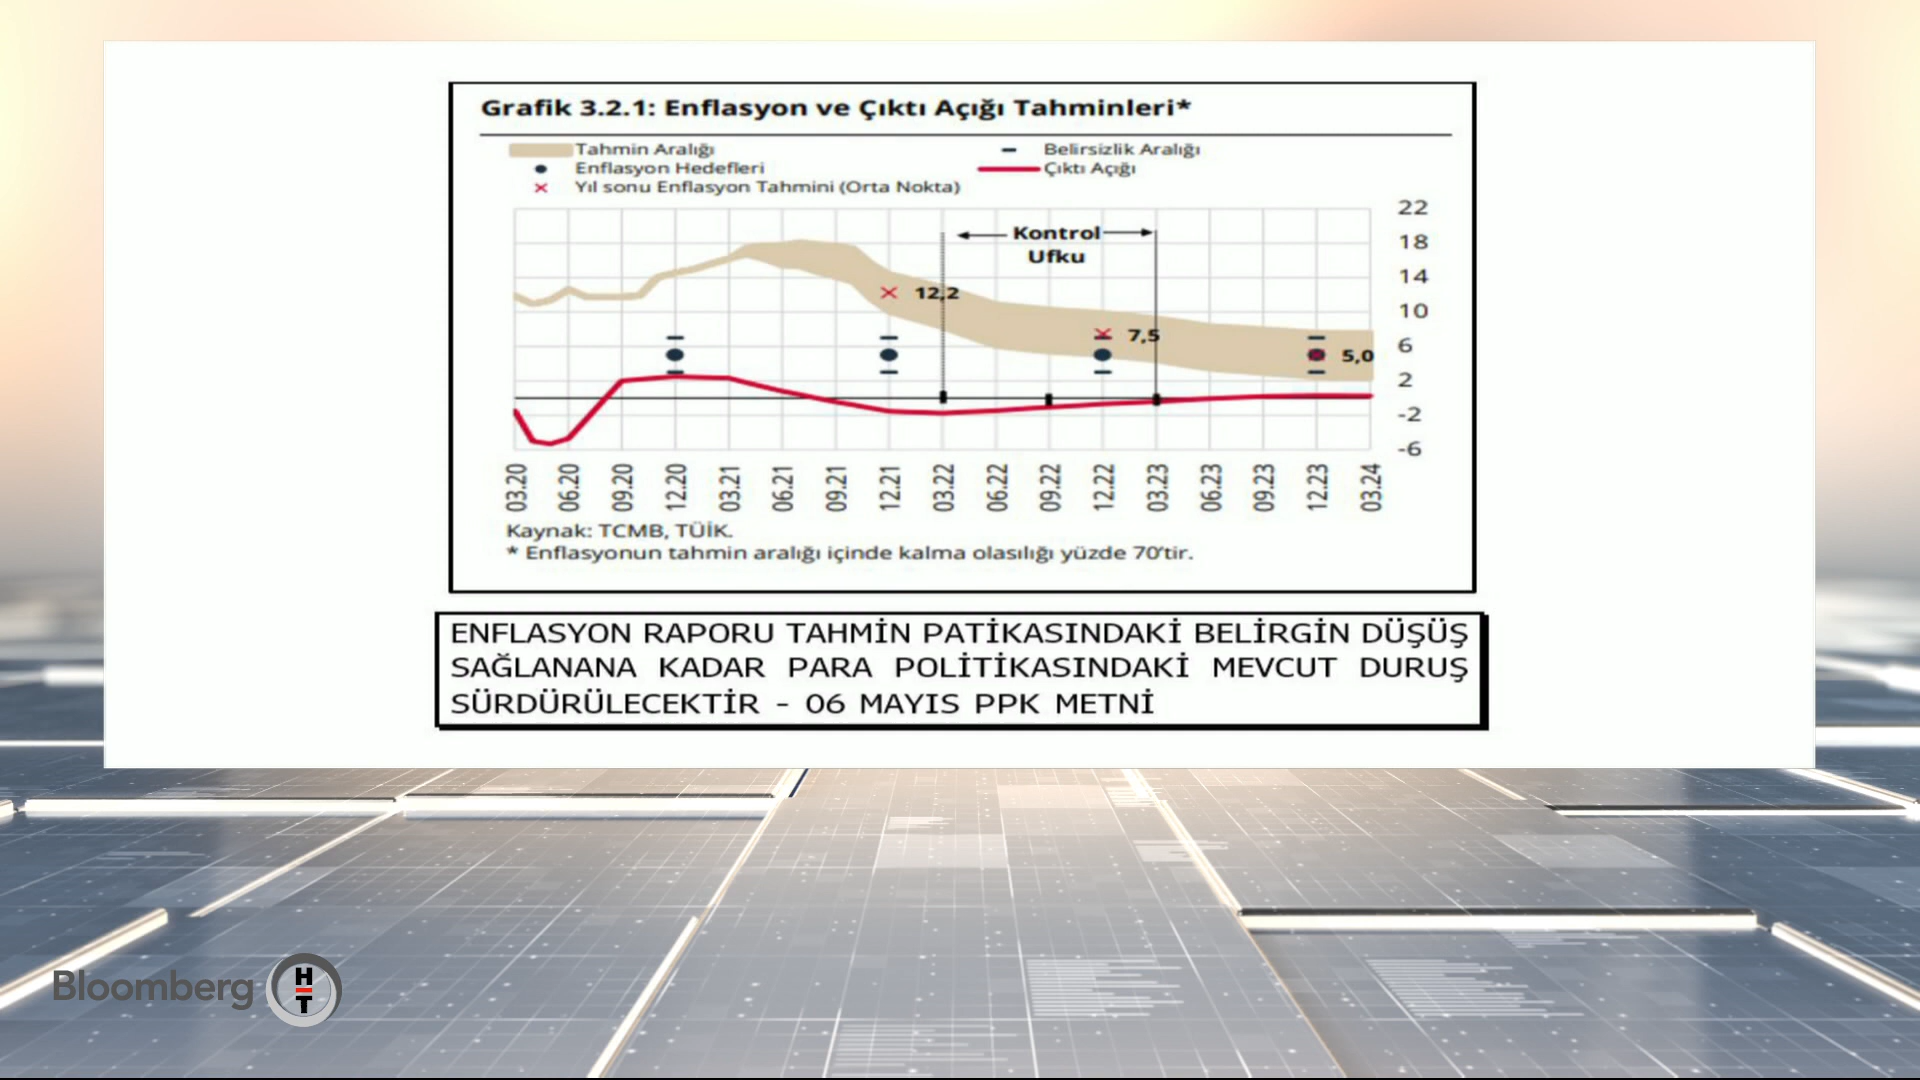 Grafik 3.2.1: Enflasyon ve Çıktı Açığı Tahminleri*
Tahmin Aralığı
Belirsizlik Aralığı
Enflasyon Hedefleri
Çıktı Açığı
Yıl sonu Enflasyon Tahmini (Orta Nokta)
22
18
14
10
6
2
-2
-6
Kontrol
Ufku
12,2
7,5
5,0
03.20 06.20 09.20 12.20 03.21 06.21 09.21 12.21 03.22 06.22 09.22 12.22 03.23 06.23 09.23 12.23 03.24
Kaynak: TCMB, TÜİK.
* Enflasyonun tahmin aralığı içinde kalma olasılığı yüzde 70'tir.
ENFLASYON RAPORU TAHMİN PATİKASINDAKİ BELİRGİN DÜŞÜŞ
SAĞLANANA KADAR PARA POLİTİKASINDAKİ MEVCUT DURUŞ
SÜRDÜRÜLECEKTİR - 06 MAYIS PPK METNİ
Bloomberg HT